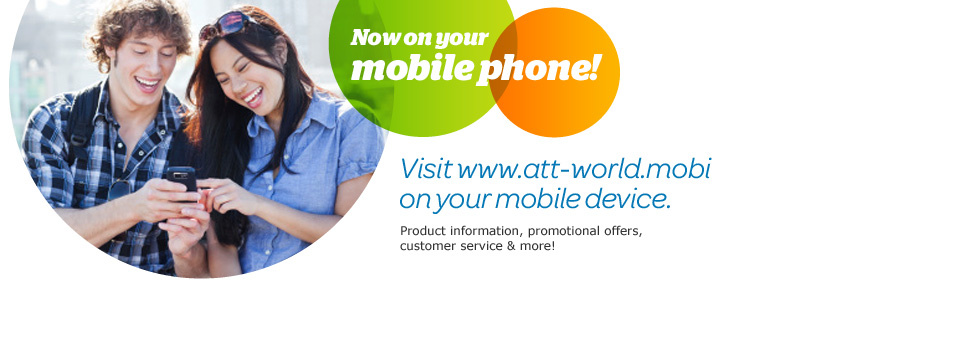 Now on your
mobile phone!
Visit www.att-world.mobi
on your mobile device.
Product information, promotional offers,
customer service & more!